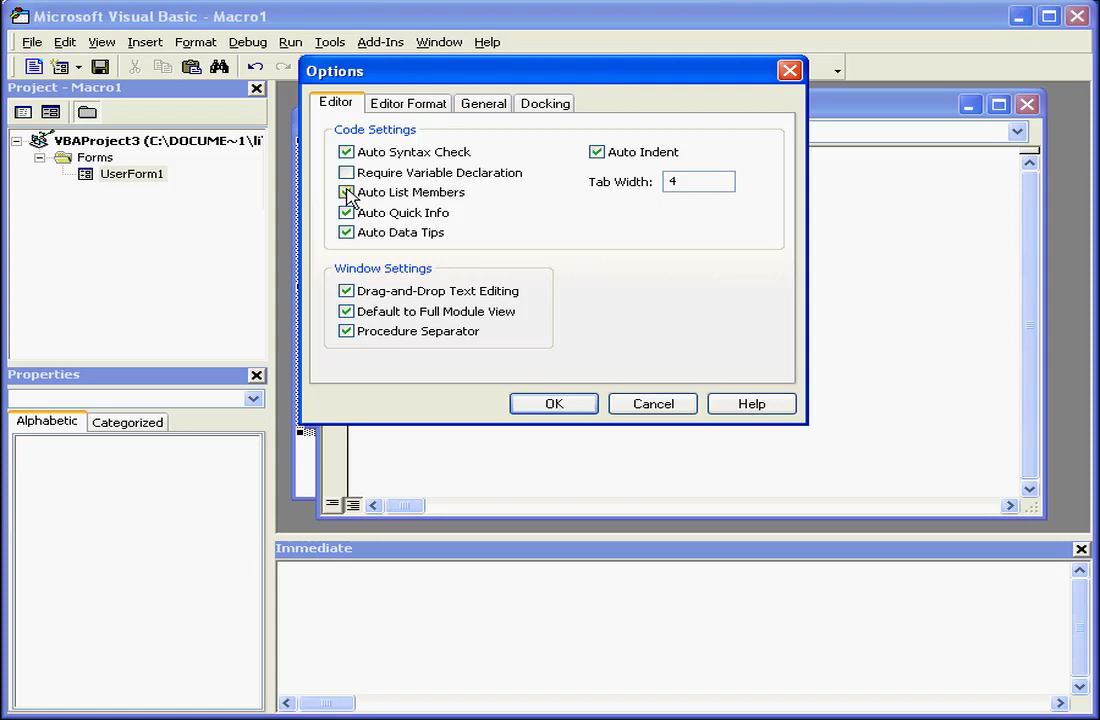 Microsoft Visual Basic - Macro1
File Edit View Insert Format Debug Run Tools Add-Ins Window Help
Project - Macro1
VBAProject3 (C:\DOCUME~1\li
Forms
UserForm1
Properties
Alphabetic Categorized
Options
Editor Editor Format General Docking
Code Settings
Auto Syntax Check
Require Variable Declaration
Auto List Members
Auto Quick Info
Auto Data Tips
Auto Indent
Tab Width: 4
Window Settings
Drag-and-Drop Text Editing
Default to Full Module View
Procedure Separator
OK Cancel Help
Immediate